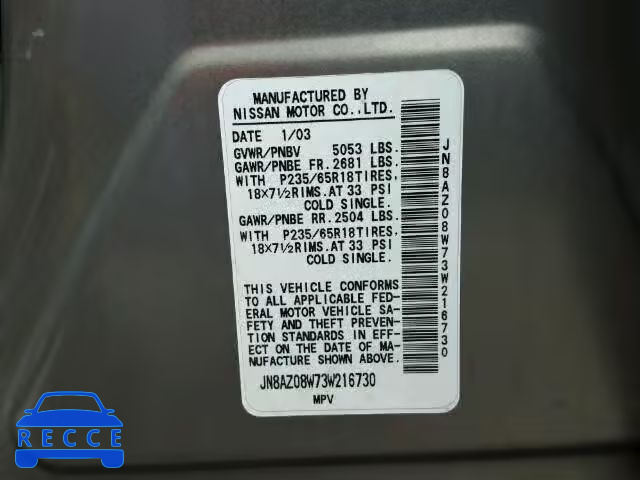 MANUFACTURED BY
NISSAN MOTOR CO.,LTD.
DATE 1/03
GVWR/PNBV 5053 LBS.
GAWR/PNBE FR.2681 LBS.
WITH P235/65R18TIRES,
18X7½RIMS.AT 33 PSI
COLD SINGLE.
GAWR/PNBE RR.2504 LBS.
WITH P235/65R18TIRES,
18X7½RIMS.AT 33 PSI
COLD SINGLE.
THIS VEHICLE CONFORMS
TO ALL APPLICABLE FED-
ERAL MOTOR VEHICLE SA-
FETY AND THEFT PREVEN-
TION STANDARDS IN EFF-
ECT ON THE DATE OF MA-
NUFACTURE SHOWN ABOVE.
JN8AZ08W73W216730
MPV
JN8AZ08W73W216730
RECCE